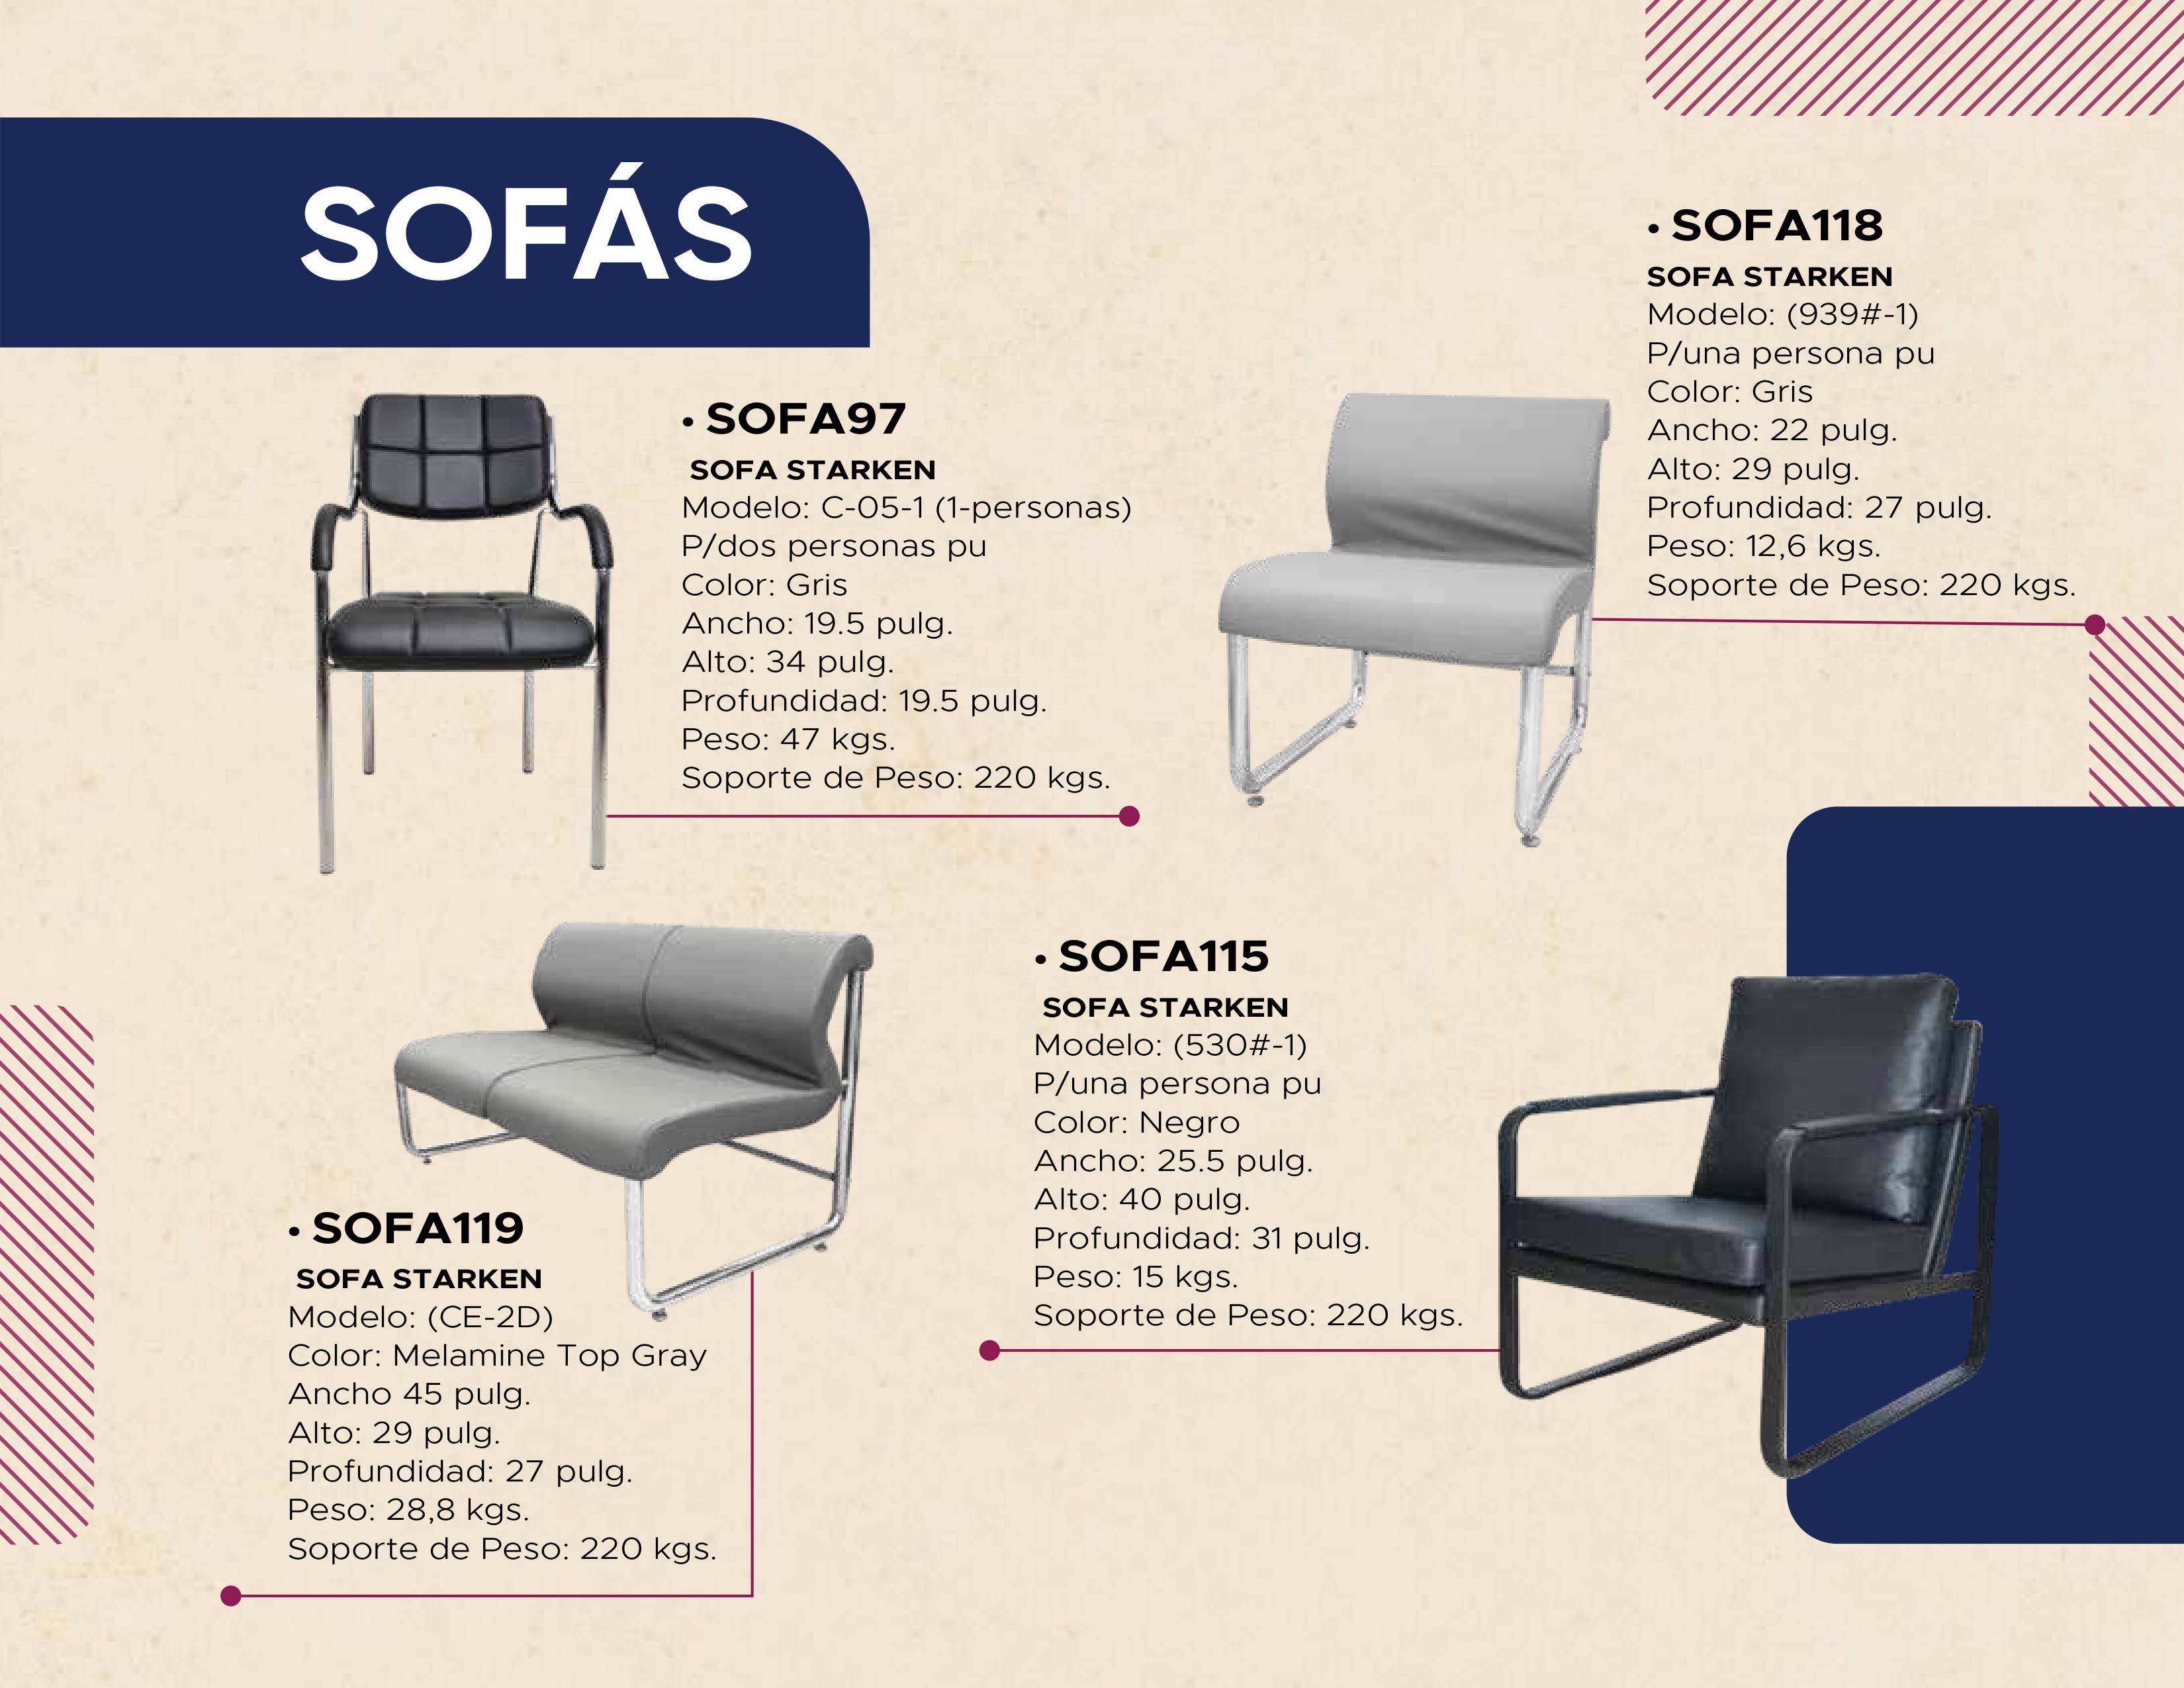 SOFÁS
• SOFA97
SOFA STARKEN
Modelo: C-05-1 (1-personas)
P/dos personas pu
Color: Gris
Ancho: 19.5 pulg.
Alto: 34 pulg.
Profundidad: 19.5 pulg.
Peso: 47 kgs.
Soporte de Peso: 220 kgs.
• SOFA118
SOFA STARKEN
Modelo: (939#-1)
P/una persona pu
Color: Gris
Ancho: 22 pulg.
Alto: 29 pulg.
Profundidad: 27 pulg.
Peso: 12,6 kgs.
Soporte de Peso: 220 kgs.
• SOFA119
SOFA STARKEN
Modelo: (CE-2D)
Color: Melamine Top Gray
Ancho 45 pulg.
Alto: 29 pulg.
Profundidad: 27 pulg.
Peso: 28,8 kgs.
Soporte de Peso: 220 kgs.
• SOFA115
SOFA STARKEN
Modelo: (530#-1)
P/una persona pu
Color: Negro
Ancho: 25.5 pulg.
Alto: 40 pulg.
Profundidad: 31 pulg.
Peso: 15 kgs.
Soporte de Peso: 220 kgs.